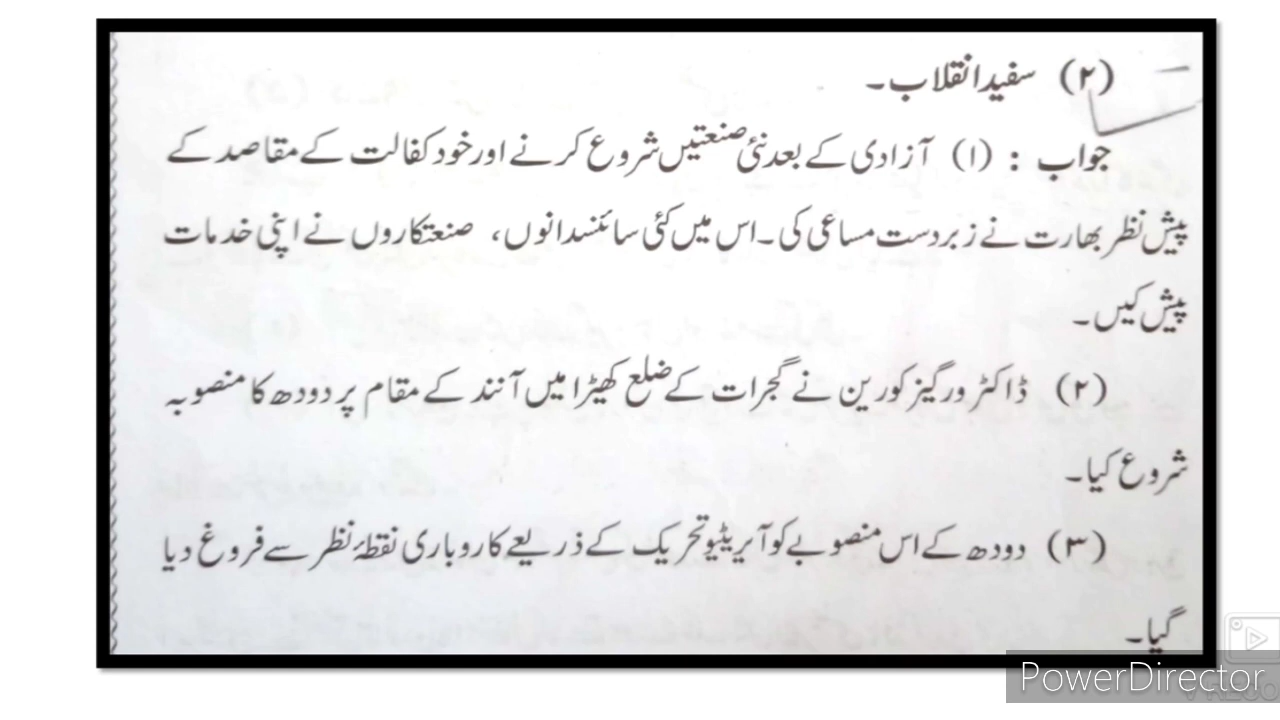 (۲) سفید انقلاب۔
جواب : (۱) آزادی کے بعد نئی صنعتیں شروع کرنے اور خود کفالت کے مقاصد کے
پیش نظر بھارت نے زبردست مساعی کی۔ اس میں کئی سائنسدانوں، صنعتکاروں نے اپنی خدمات
پیش کیں۔
(۲) ڈاکٹر ورگیز کورین نے گجرات کے ضلع کھیڑا میں آنند کے مقام پر دودھ کا منصوبہ
شروع کیا۔
(۳) دودھ کے اس منصوبے کو آپریٹیو تحریک کے ذریعے کاروباری نقطۂ نظر سے فروغ دیا
گیا۔
PowerDirector